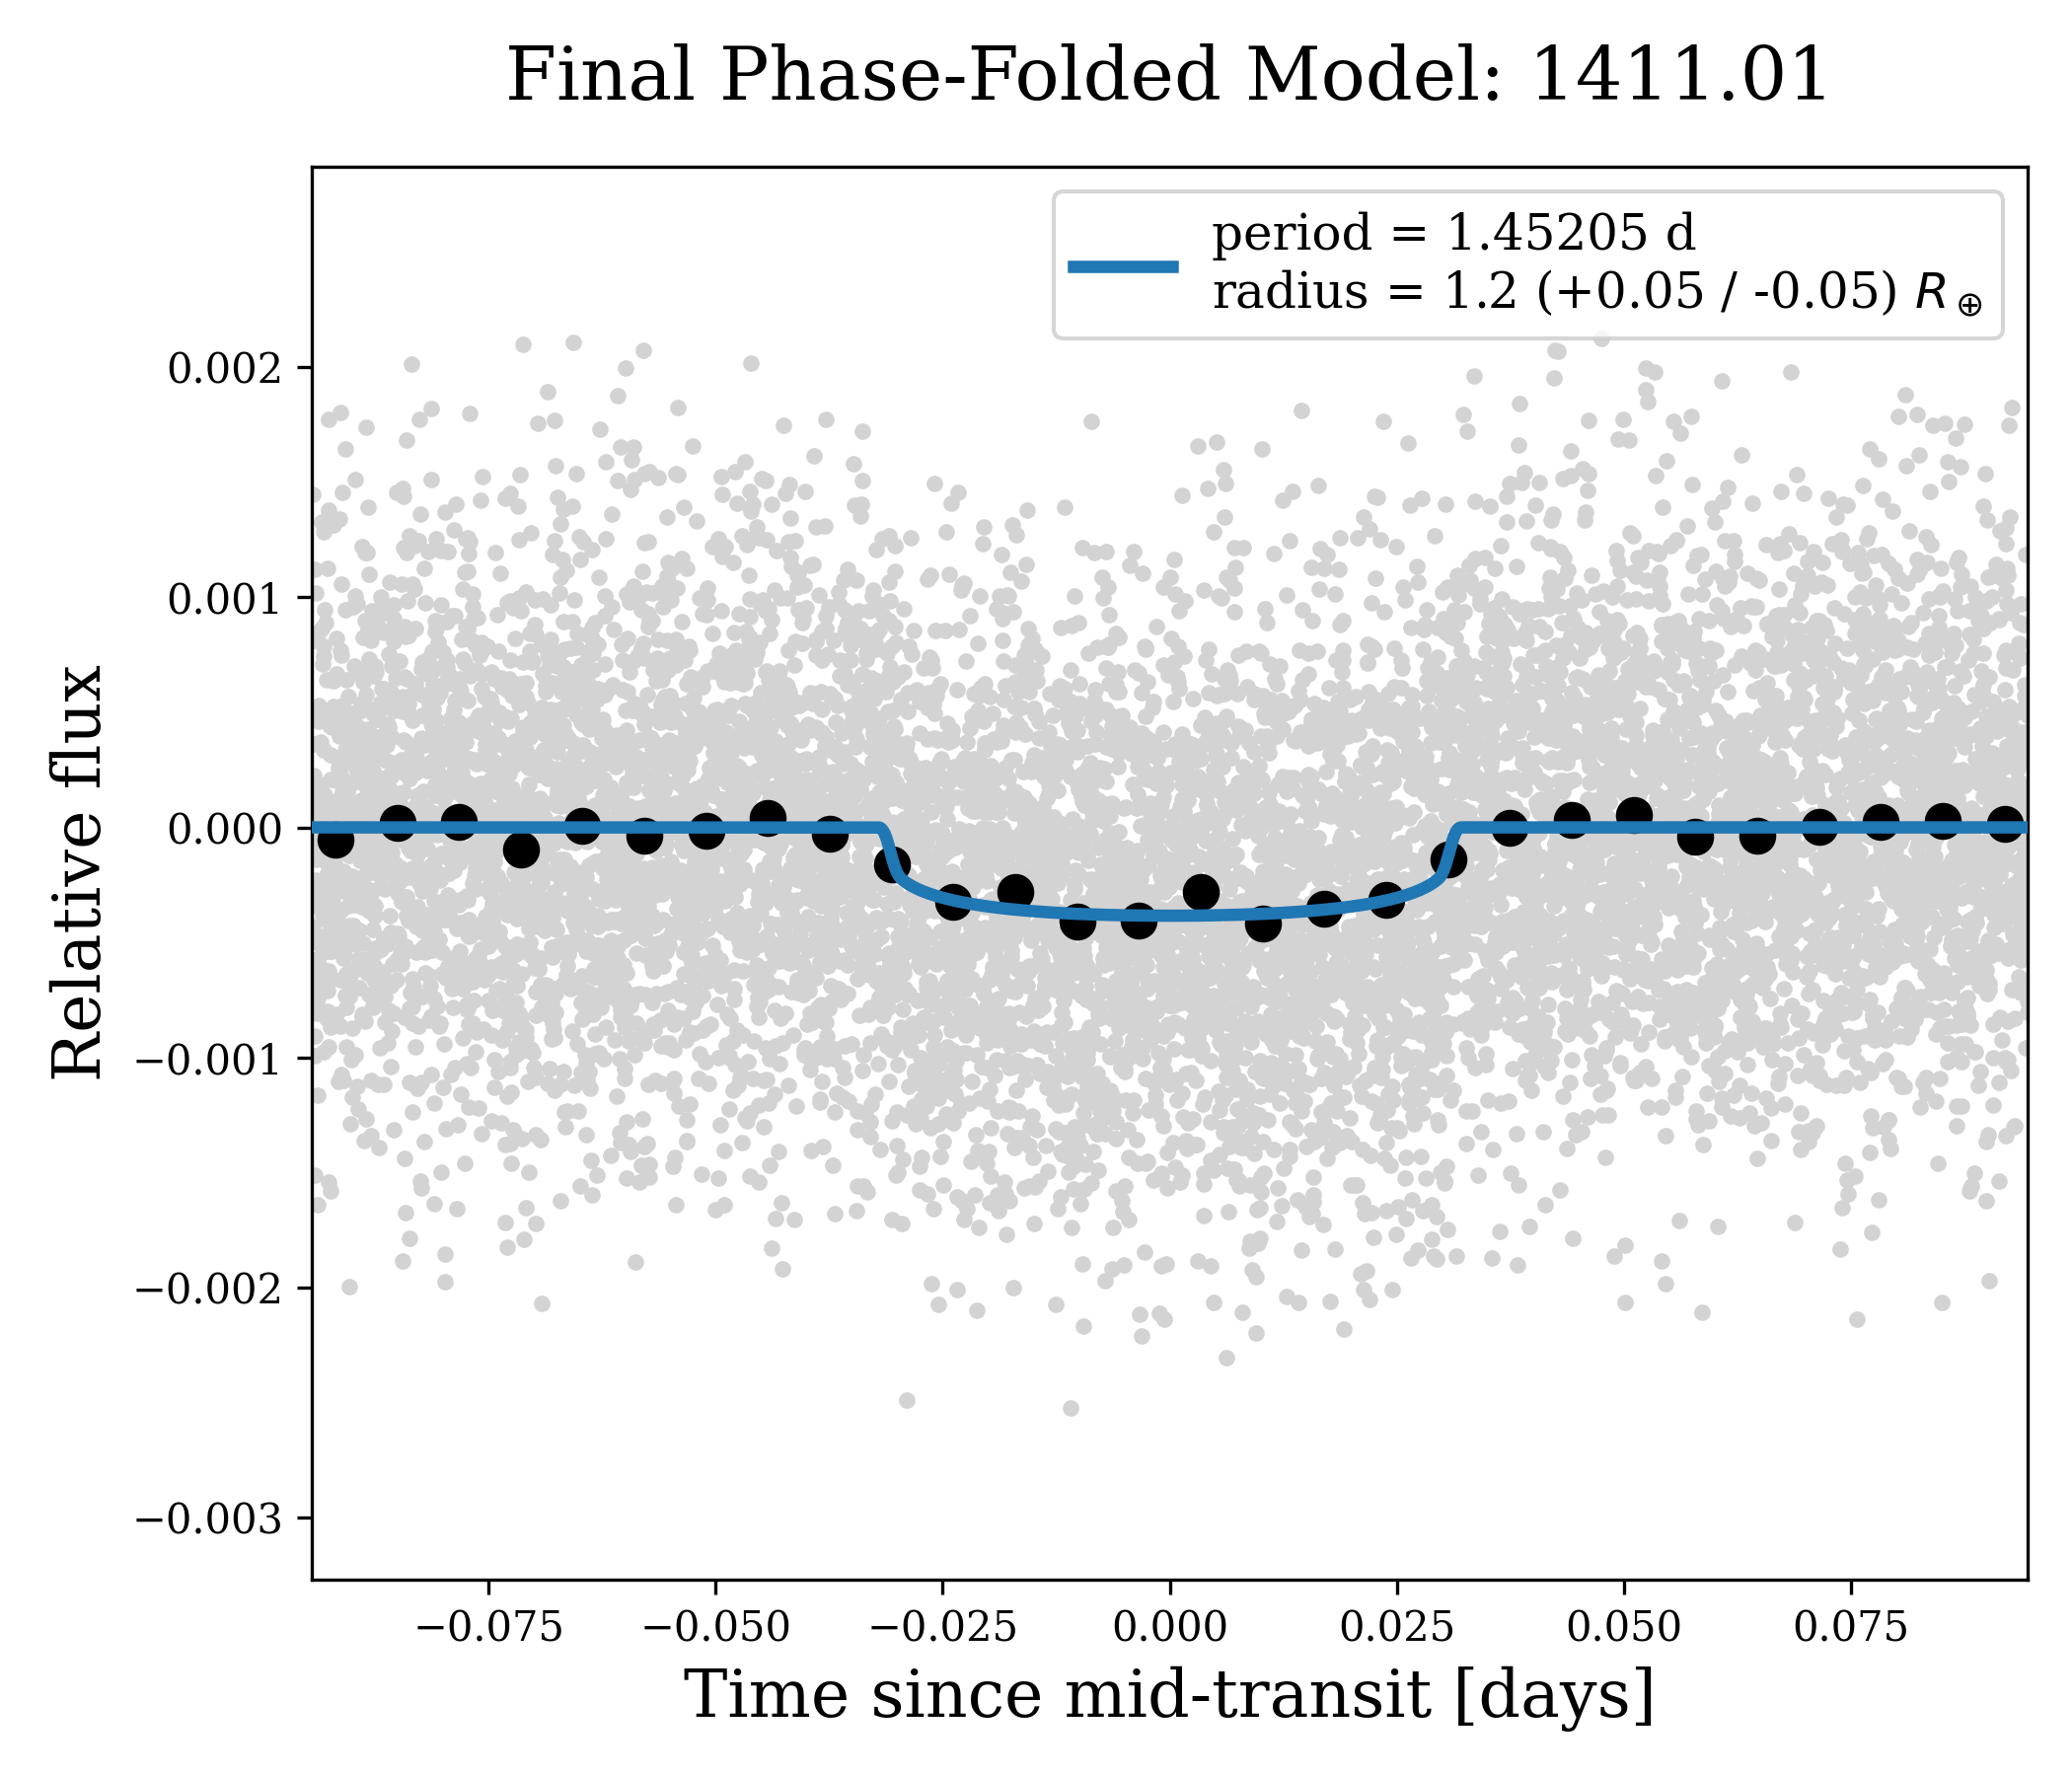 Final Phase-Folded Model: 1411.01
period = 1.45205 d
radius = 1.2 (+0.05 / -0.05) R⊕
0.002
0.001
0.000
−0.001
−0.002
−0.003
Relative flux
−0.075 −0.050 −0.025 0.000 0.025 0.050 0.075
Time since mid-transit [days]